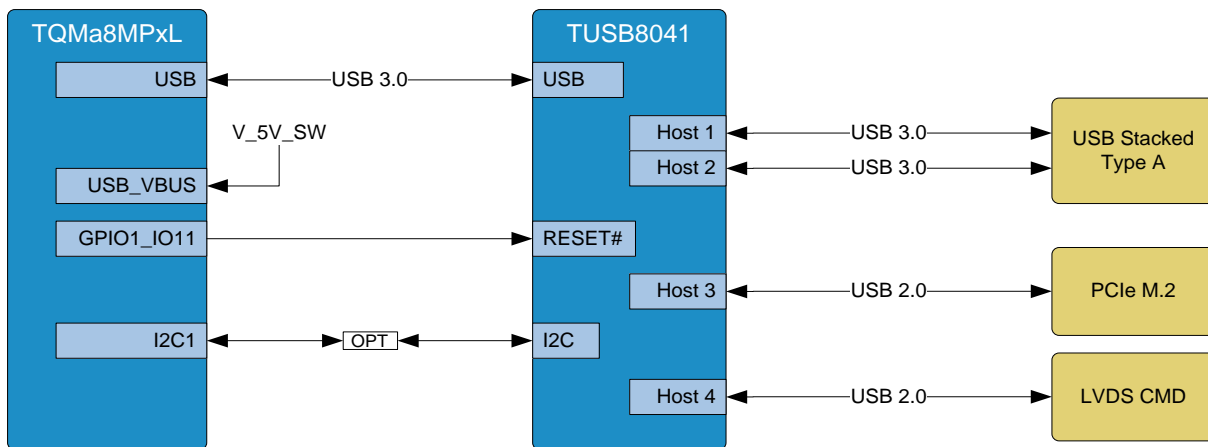 TQMa8MPxL
TUSB8041
USB
USB 3.0
USB
Host 1
USB 3.0
USB Stacked
Type A
V_5V_SW
Host 2
USB 3.0
USB_VBUS
GPIO1_IO11
RESET#
Host 3
USB 2.0
PCIe M.2
I2C1
OPT
I2C
Host 4
USB 2.0
LVDS CMD